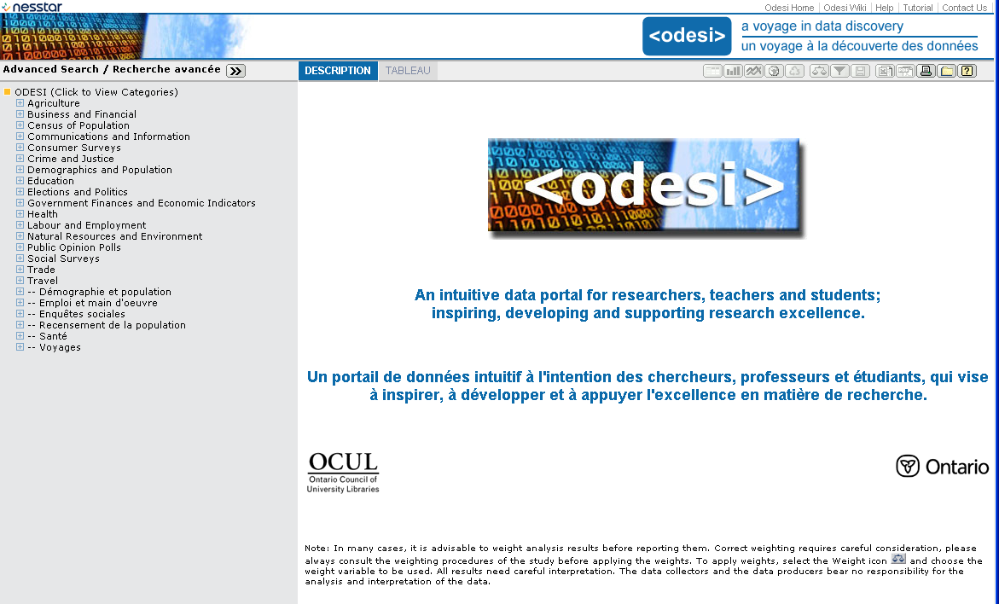 nesstar
Odesi Home | Odesi Wiki | Help | Tutorial | Contact Us
<odesi>
a voyage in data discovery
un voyage à la découverte des données
Advanced Search / Recherche avancée
DESCRIPTION
TABLEAU
ODESI (Click to View Categories)
Agriculture
Business and Financial
Census of Population
Communications and Information
Consumer Surveys
Crime and Justice
Demographics and Population
Education
Elections and Politics
Government Finances and Economic Indicators
Health
Labour and Employment
Natural Resources and Environment
Public Opinion Polls
Social Surveys
Trade
Travel
-- Démographie et population
-- Emploi et main d'oeuvre
-- Enquêtes sociales
-- Recensement de la population
-- Santé
-- Voyages
<odesi>
An intuitive data portal for researchers, teachers and students;
inspiring, developing and supporting research excellence.
Un portail de données intuitif à l'intention des chercheurs, professeurs et étudiants, qui vise
à inspirer, à développer et à appuyer l'excellence en matière de recherche.
OCUL
Ontario Council of
University Libraries
Ontario
Note: In many cases, it is advisable to weight analysis results before reporting them. Correct weighting requires careful consideration, please
always consult the weighting procedures of the study before applying the weights. To apply weights, select the Weight icon and choose the
weight variable to be used. All results need careful interpretation. The data collectors and the data producers bear no responsibility for the
analysis and interpretation of the data.